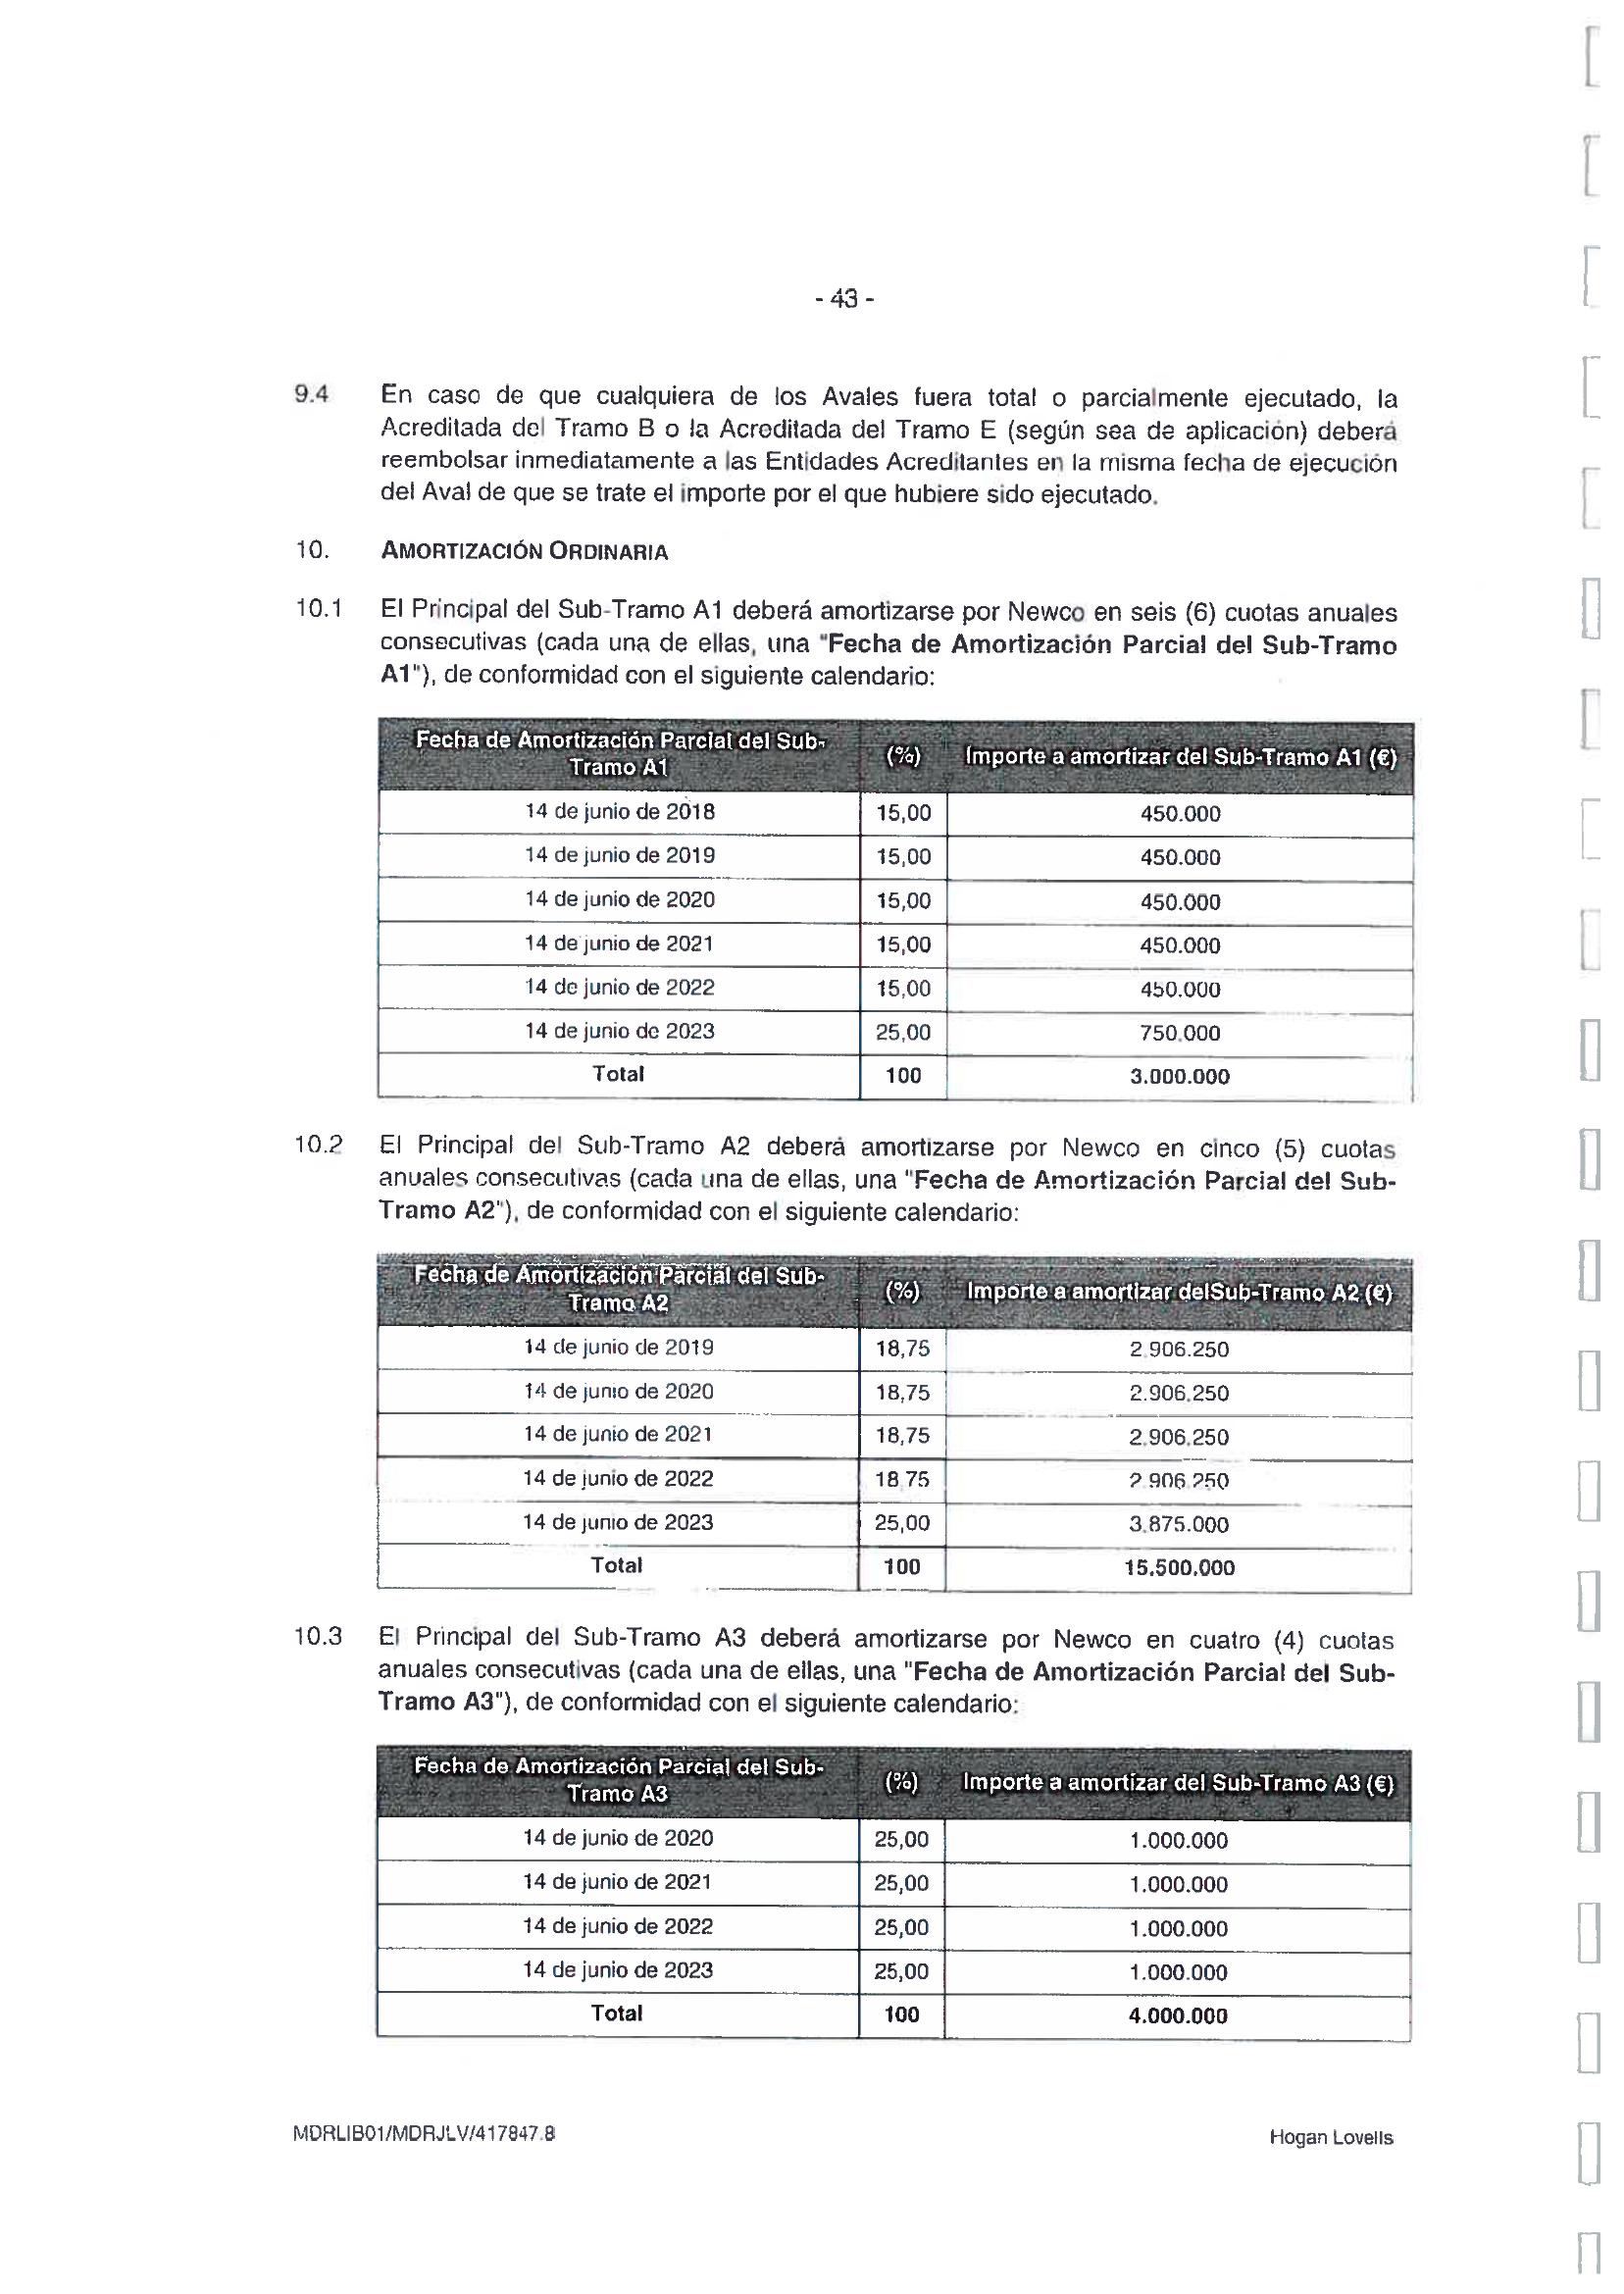 - 43 -
9.4 En caso de que cualquiera de los Avales fuera total o parcialmente ejecutado, la
Acreditada del Tramo B o la Acreditada del Tramo E (según sea de aplicación) deberá
reembolsar inmediatamente a las Entidades Acreditantes en la misma fecha de ejecución
del Aval de que se trate el importe por el que hubiere sido ejecutado.
10. AMORTIZACIÓN ORDINARIA
10.1 El Principal del Sub-Tramo A1 deberá amortizarse por Newco en seis (6) cuotas anuales
consecutivas (cada una de ellas, una "Fecha de Amortización Parcial del Sub-Tramo
A1"), de conformidad con el siguiente calendario:
Fecha de Amortización Parcial del Sub-
Tramo A1 (%) Importe a amortizar del Sub-Tramo A1 (€)
14 de junio de 2018 15,00 450.000
14 de junio de 2019 15,00 450.000
14 de junio de 2020 15,00 450.000
14 de junio de 2021 15,00 450.000
14 de junio de 2022 15,00 450.000
14 de junio de 2023 25,00 750.000
Total 100 3.000.000
10.2 El Principal del Sub-Tramo A2 deberá amortizarse por Newco en cinco (5) cuotas
anuales consecutivas (cada una de ellas, una "Fecha de Amortización Parcial del Sub-
Tramo A2"), de conformidad con el siguiente calendario:
Fecha de Amortización Parcial del Sub-
Tramo A2 (%) Importe a amortizar delSub-Tramo A2 (€)
14 de junio de 2019 18,75 2.906.250
14 de junio de 2020 18,75 2.906.250
14 de junio de 2021 18,75 2.906.250
14 de junio de 2022 18,75 2.906.250
14 de junio de 2023 25,00 3.875.000
Total 100 15.500.000
10.3 El Principal del Sub-Tramo A3 deberá amortizarse por Newco en cuatro (4) cuotas
anuales consecutivas (cada una de ellas, una "Fecha de Amortización Parcial del Sub-
Tramo A3"), de conformidad con el siguiente calendario:
Fecha de Amortización Parcial del Sub-
Tramo A3 (%) Importe a amortizar del Sub-Tramo A3 (€)
14 de junio de 2020 25,00 1.000.000
14 de junio de 2021 25,00 1.000.000
14 de junio de 2022 25,00 1.000.000
14 de junio de 2023 25,00 1.000.000
Total 100 4.000.000
MDRLIB01/MDRJLV/417847.8 Hogan Lovells